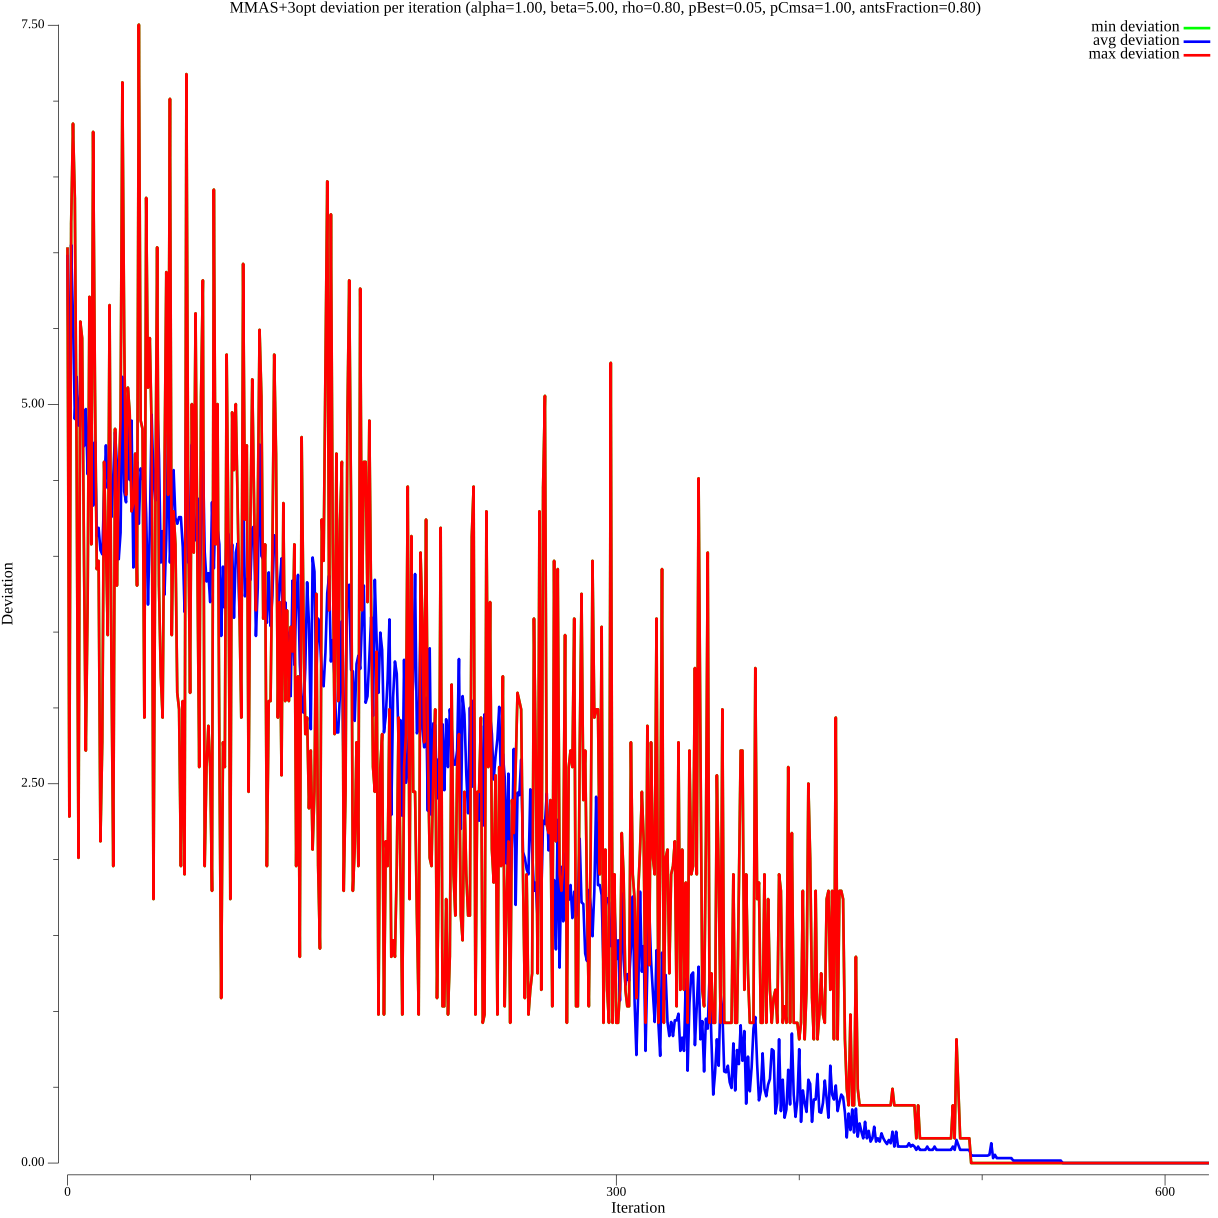 MMAS+3opt deviation per iteration (alpha=1.00, beta=5.00, rho=0.80, pBest=0.05, pCmsa=1.00, antsFraction=0.80)
min deviation
avg deviation
max deviation
7.50
5.00
2.50
0.00
Deviation
0
300
600
Iteration